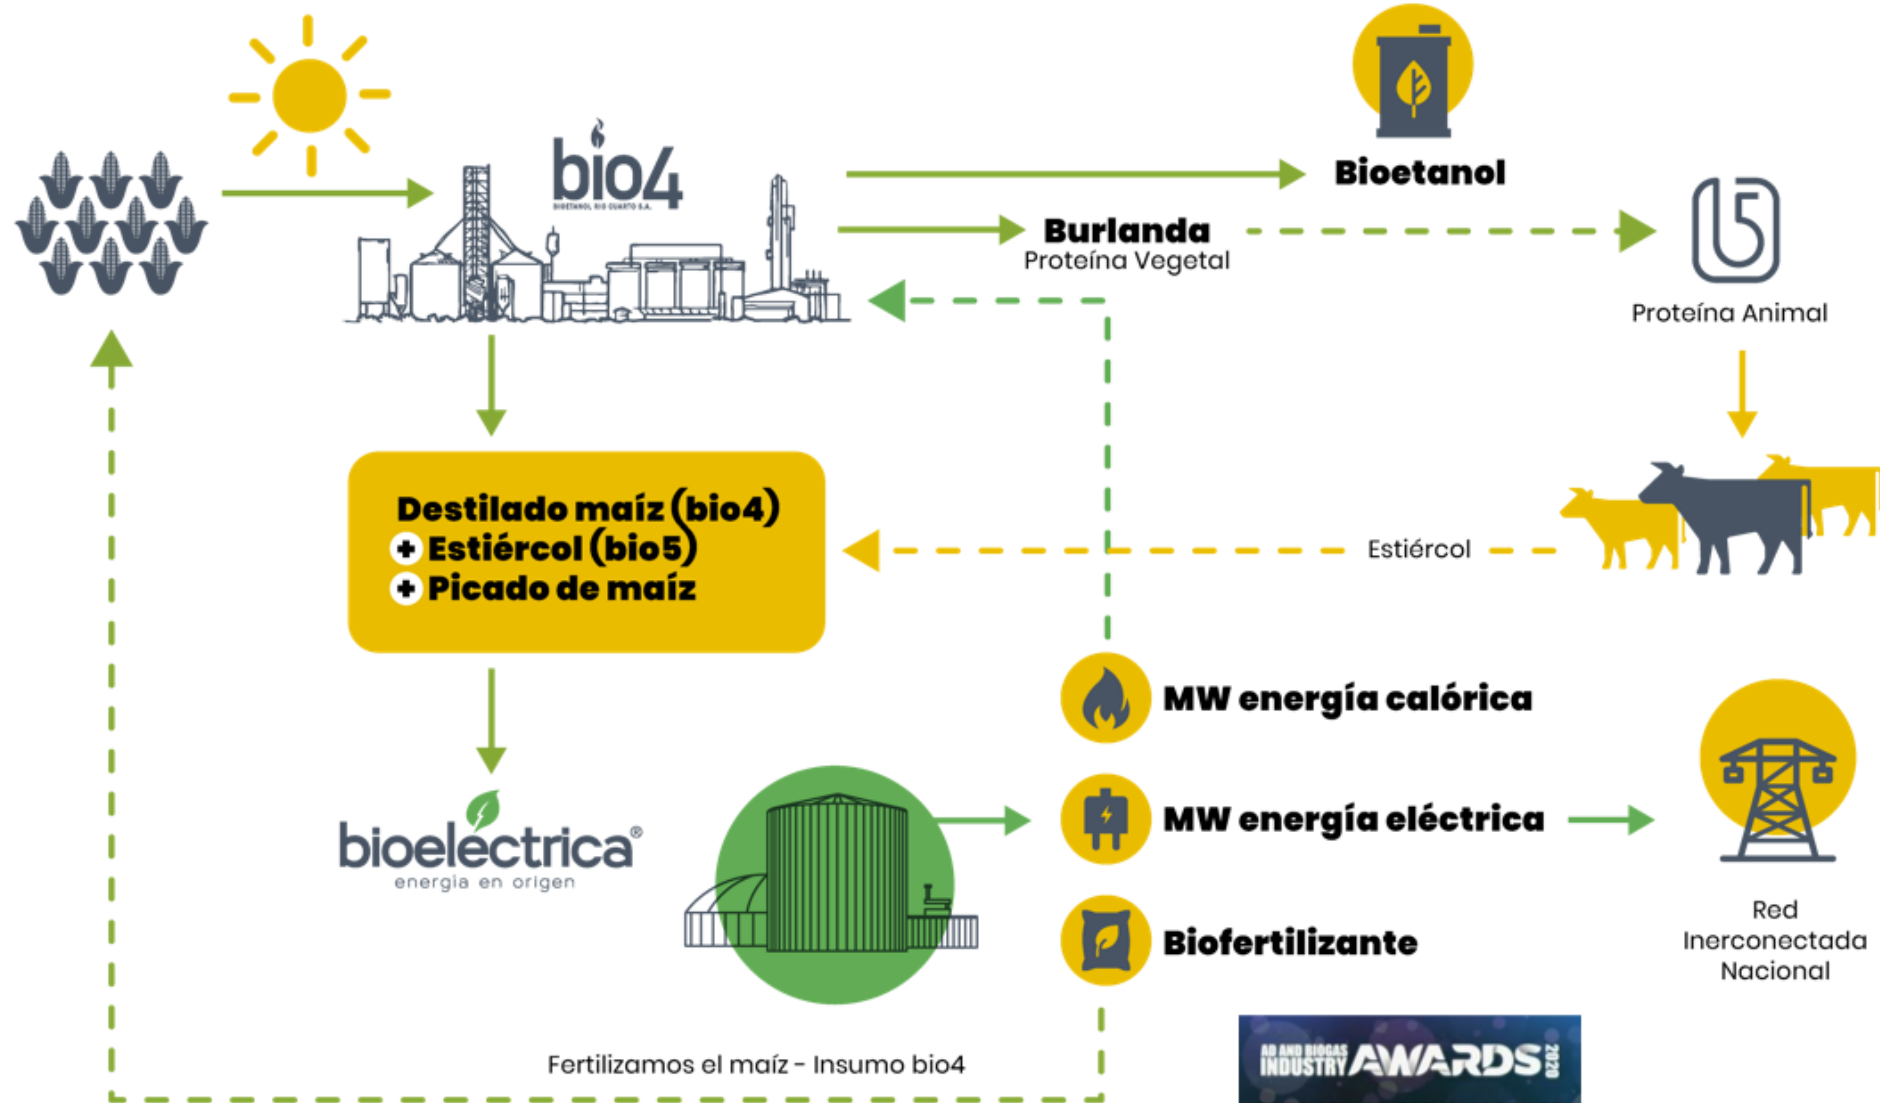 bio4
BIOETANOL RIO CUARTO S.A.
Bioetanol
Burlanda
Proteína Vegetal
b5
Proteína Animal
Destilado maíz (bio4)
+ Estiércol (bio5)
+ Picado de maíz
Estiércol
MW energía calórica
bioeléctrica®
energía en origen
MW energía eléctrica
Biofertilizante
Red
Inerconectada
Nacional
Fertilizamos el maíz - Insumo bio4
AD AND BIOGAS
INDUSTRY AWARDS 2020